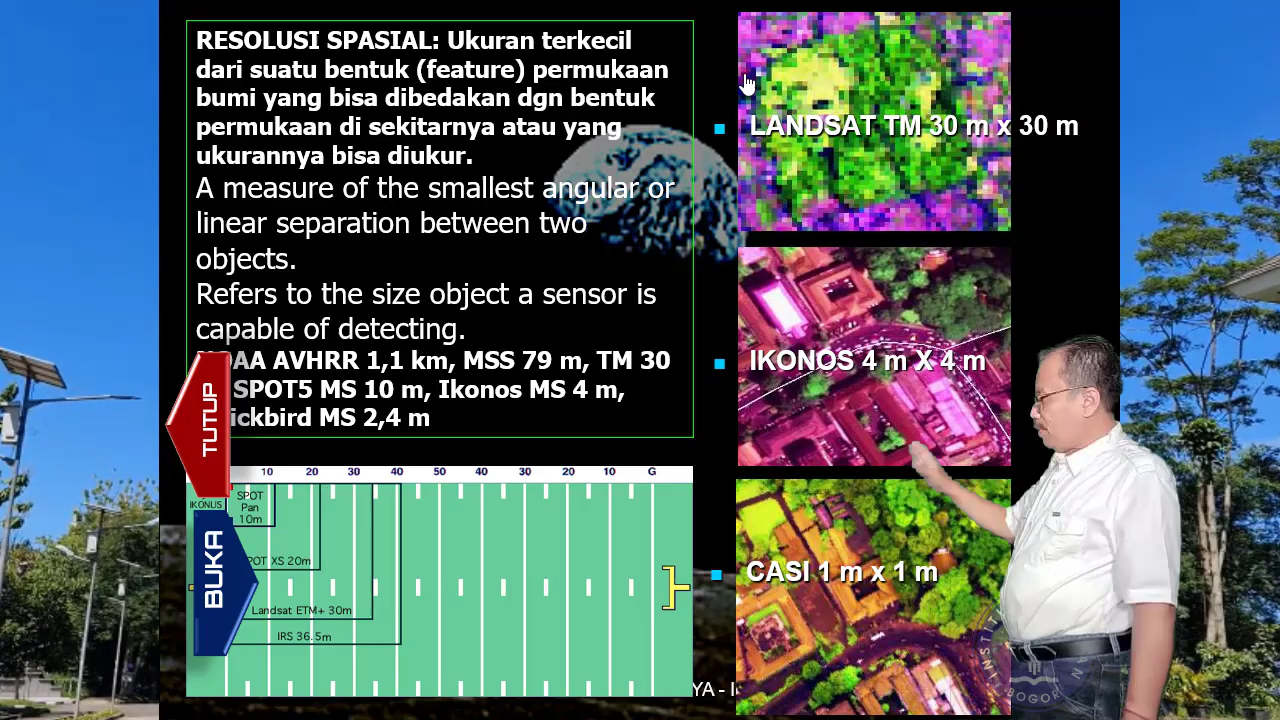 RESOLUSI SPASIAL: Ukuran terkecil
dari suatu bentuk (feature) permukaan
bumi yang bisa dibedakan dgn bentuk
permukaan di sekitarnya atau yang
ukurannya bisa diukur.
A measure of the smallest angular or
linear separation between two
objects.
Refers to the size object a sensor is
capable of detecting.
AVHRR 1,1 km, MSS 79 m, TM 30
SPOT5 MS 10 m, Ikonos MS 4 m,
MS 2,4 m
TUTUP
BUKA
10 20 30 40 50 40 30 20 10 G
IKONUS
SPOT
Pan
10m
XS 20m
Landsat ETM+ 30m
IRS 36.5m
LANDSAT TM 30 m x 30 m
IKONOS 4 m X 4 m
CASI 1 m x 1 m
BOGOR